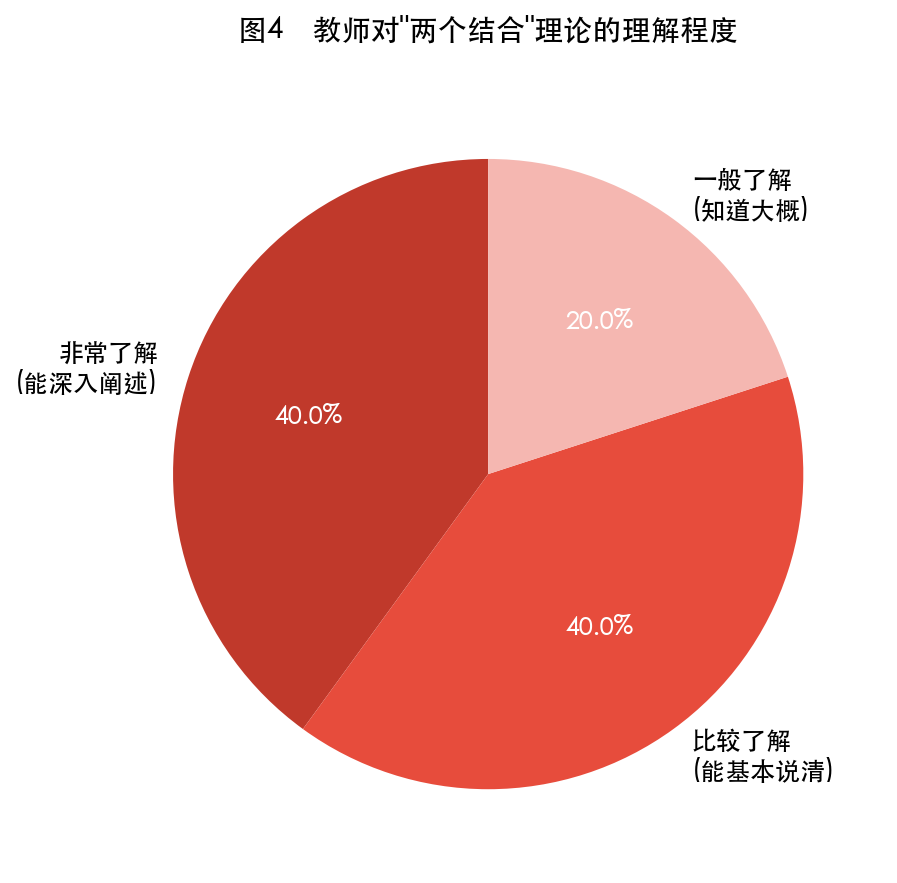 图4　教师对"两个结合"理论的理解程度
一般了解
(知道大概)
20.0%
非常了解
(能深入阐述)
40.0%
40.0%
比较了解
(能基本说清)